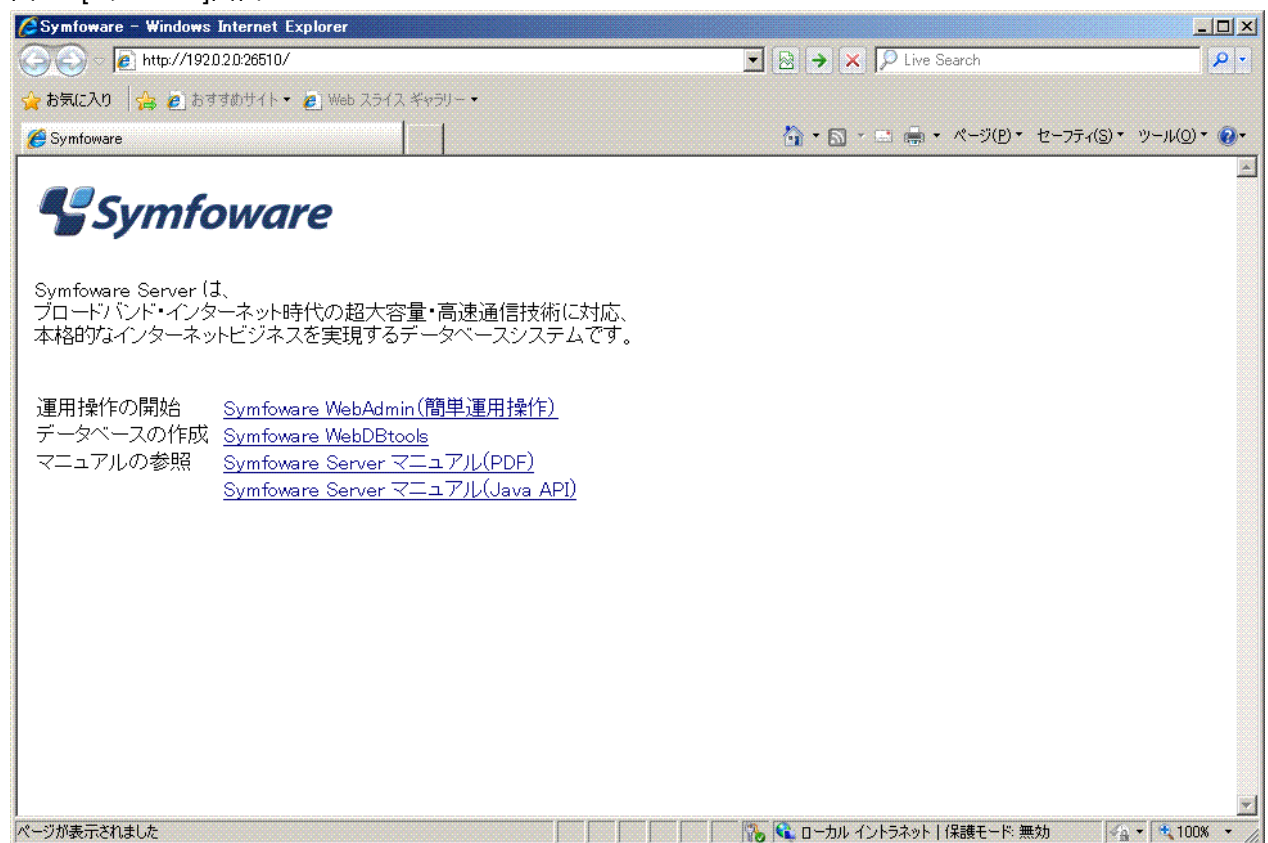 Symfoware - Windows Internet Explorer
http://192.0.2.0:26510/
Live Search
お気に入り
おすすめサイト
Web スライス ギャラリー
Symfoware
ページ(P)
セーフティ(S)
ツール(O)
Symfoware
Symfoware Server は、
ブロードバンド・インターネット時代の超大容量・高速通信技術に対応、
本格的なインターネットビジネスを実現するデータベースシステムです。
運用操作の開始 Symfoware WebAdmin(簡単運用操作)
データベースの作成 Symfoware WebDBtools
マニュアルの参照 Symfoware Server マニュアル(PDF)
Symfoware Server マニュアル(Java API)
ページが表示されました
ローカル イントラネット | 保護モード: 無効
100%